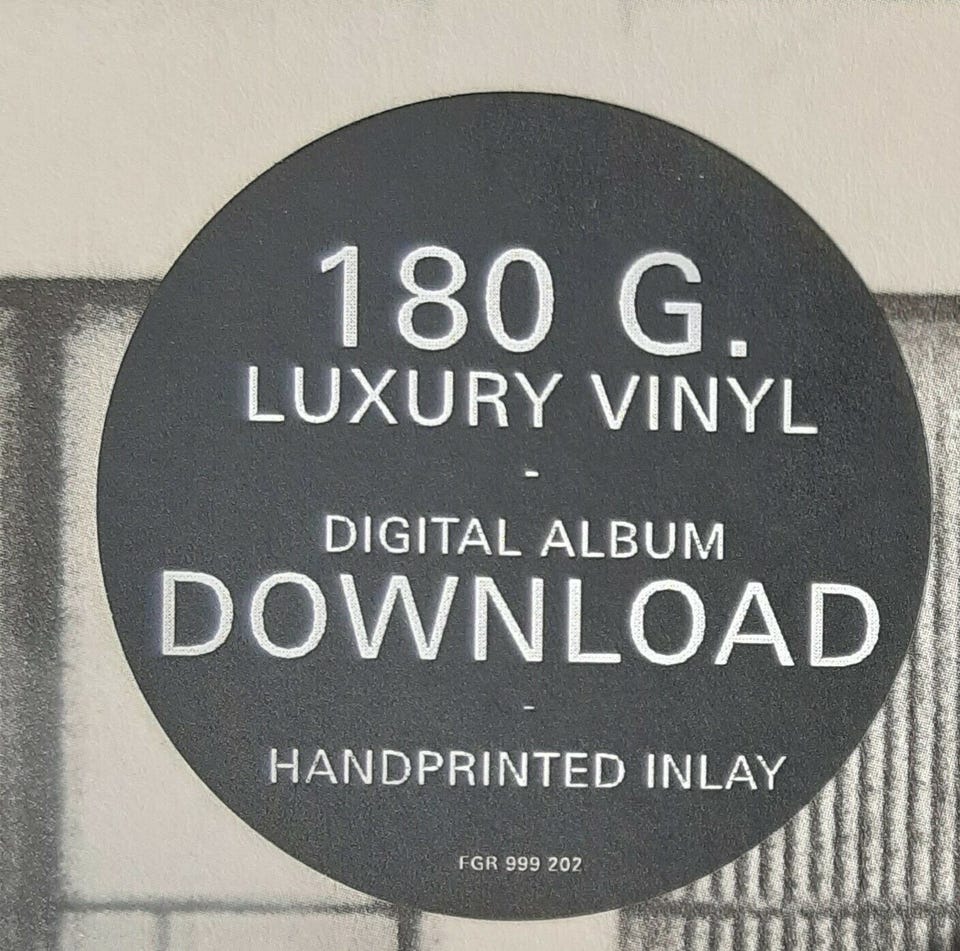 180 G.
LUXURY VINYL
-
DIGITAL ALBUM
DOWNLOAD
-
HANDPRINTED INLAY
FGR 999 202